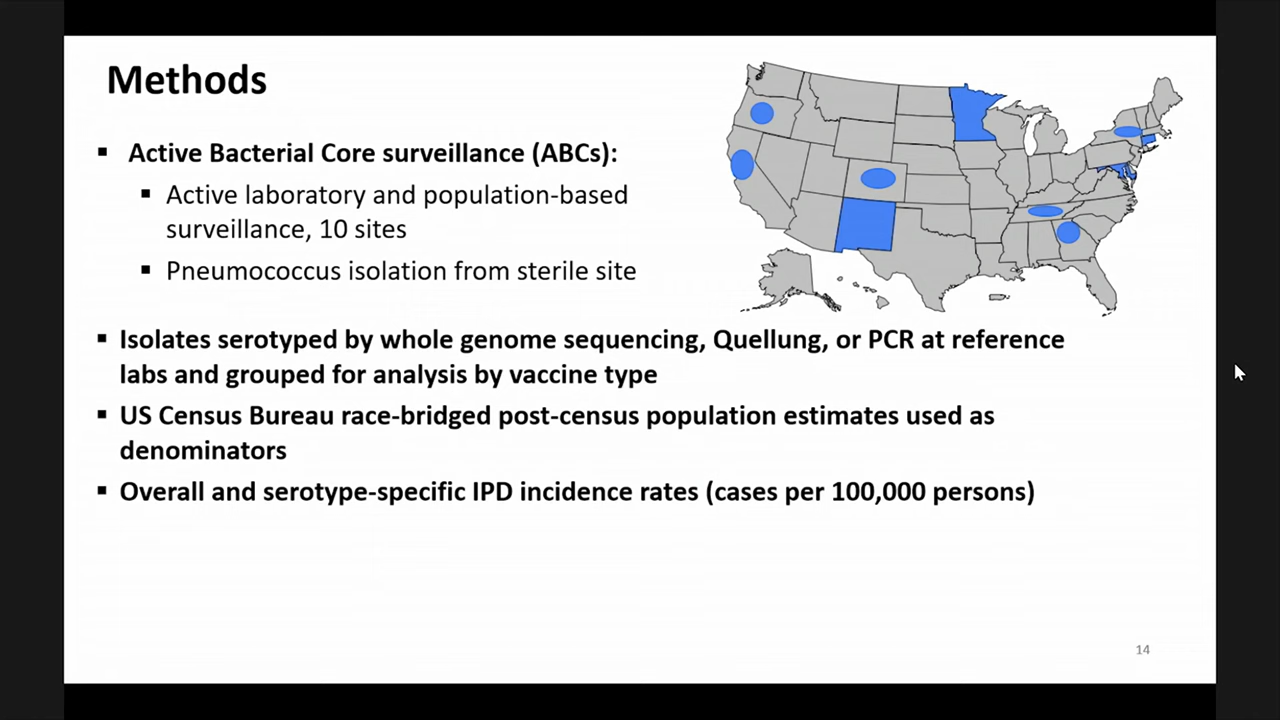 Methods
▪ Active Bacterial Core surveillance (ABCs):
▪ Active laboratory and population-based
surveillance, 10 sites
▪ Pneumococcus isolation from sterile site
▪ Isolates serotyped by whole genome sequencing, Quellung, or PCR at reference
labs and grouped for analysis by vaccine type
▪ US Census Bureau race-bridged post-census population estimates used as
denominators
▪ Overall and serotype-specific IPD incidence rates (cases per 100,000 persons)
14